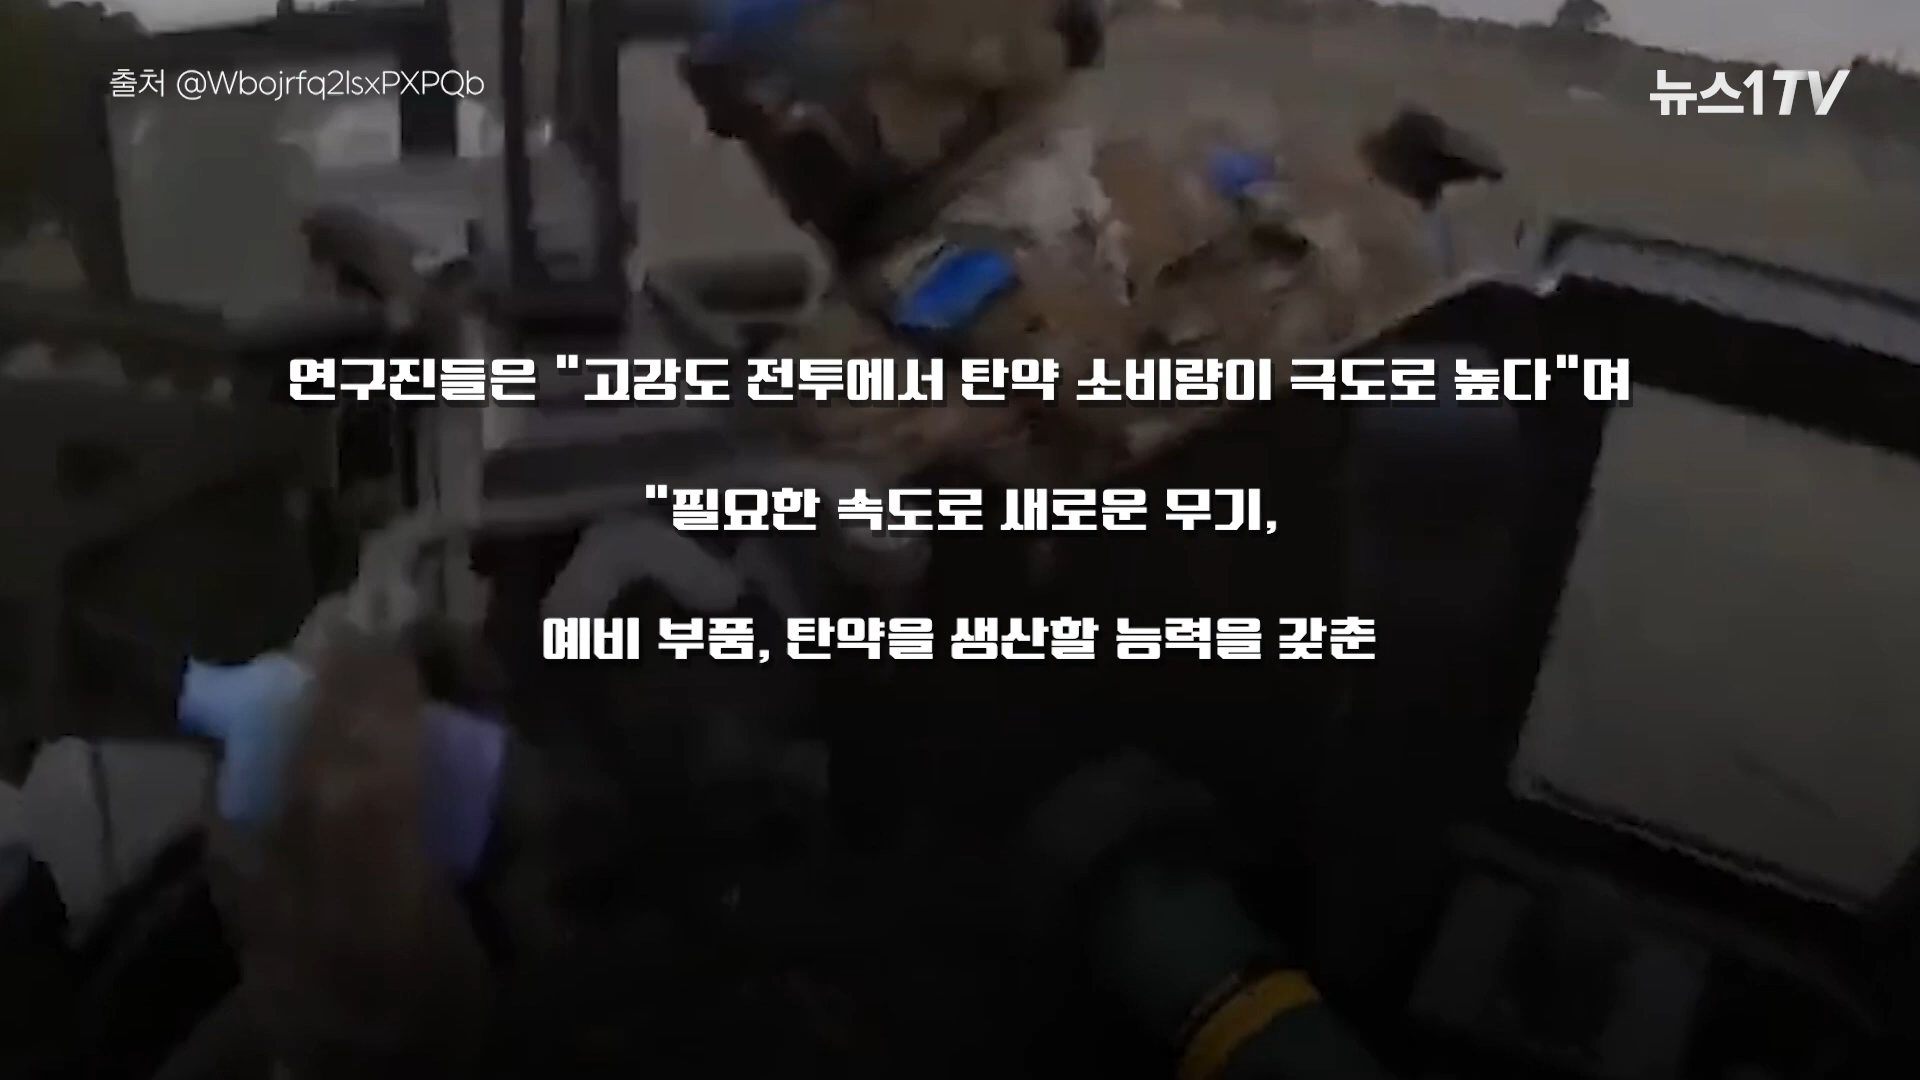 출처 @Wbojrfq2lsxPXPQb
뉴스1TV
연구진들은 "고강도 전투에서 탄약 소비량이 극도로 높다"며
"필요한 속도로 새로운 무기,
예비 부품, 탄약을 생산할 능력을 갖춘